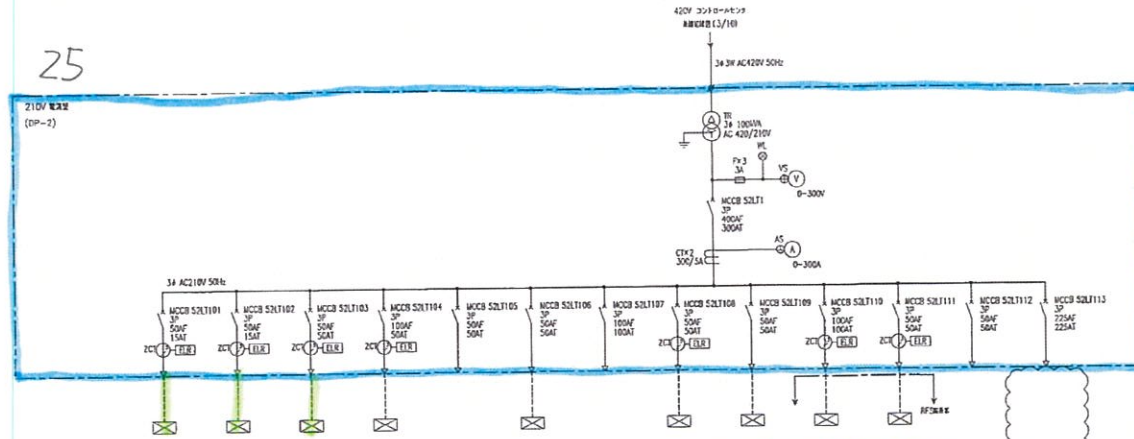 420V コントロールセンタ
(3/16)
3φ 3W AC420V 50Hz
25
210V 電灯盤
(DP-2)
TR
3φ 100kVA
AC 420/210V
WL
F×3
3A
VS
V
0-300V
MCCB 52LT1
3P
400AF
300AT
CT×2
300/5A
AS
A
0-300A
3φ AC210V 50Hz
MCCB 52LT101
3P
50AF
15AT
ZCT
ELR
MCCB 52LT102
3P
50AF
15AT
ZCT
ELR
MCCB 52LT103
3P
50AF
50AT
ZCT
ELR
MCCB 52LT104
3P
100AF
50AT
ZCT
ELR
MCCB 52LT105
3P
50AF
50AT
MCCB 52LT106
3P
50AF
50AT
MCCB 52LT107
3P
100AF
100AT
MCCB 52LT108
3P
50AF
50AT
ZCT
ELR
MCCB 52LT109
3P
50AF
50AT
MCCB 52LT110
3P
100AF
100AT
ZCT
ELR
MCCB 52LT111
3P
50AF
50AT
ZCT
ELR
MCCB 52LT112
3P
50AF
50AT
MCCB 52LT113
3P
225AF
225AT